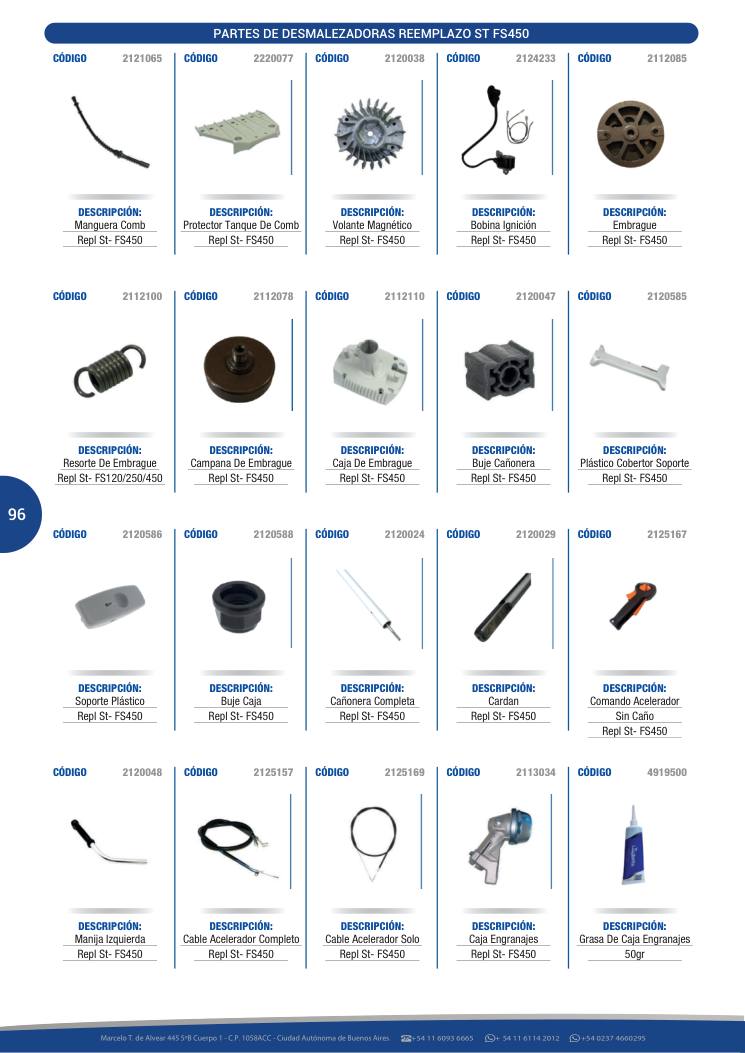 PARTES DE DESMALEZADORAS REEMPLAZO ST FS450
CÓDIGO 2121065
DESCRIPCIÓN:
Manguera Comb
Repl St- FS450
CÓDIGO 2220077
DESCRIPCIÓN:
Protector Tanque De Comb
Repl St- FS450
CÓDIGO 2120038
DESCRIPCIÓN:
Volante Magnético
Repl St- FS450
CÓDIGO 2124233
DESCRIPCIÓN:
Bobina Ignición
Repl St- FS450
CÓDIGO 2112085
DESCRIPCIÓN:
Embrague
Repl St- FS450
CÓDIGO 2112100
DESCRIPCIÓN:
Resorte De Embrague
Repl St- FS120/250/450
CÓDIGO 2112078
DESCRIPCIÓN:
Campana De Embrague
Repl St- FS450
CÓDIGO 2112110
DESCRIPCIÓN:
Caja De Embrague
Repl St- FS450
CÓDIGO 2120047
DESCRIPCIÓN:
Buje Cañonera
Repl St- FS450
CÓDIGO 2120585
DESCRIPCIÓN:
Plástico Cobertor Soporte
Repl St- FS450
96
CÓDIGO 2120586
DESCRIPCIÓN:
Soporte Plástico
Repl St- FS450
CÓDIGO 2120588
DESCRIPCIÓN:
Buje Caja
Repl St- FS450
CÓDIGO 2120024
DESCRIPCIÓN:
Cañonera Completa
Repl St- FS450
CÓDIGO 2120029
DESCRIPCIÓN:
Cardan
Repl St- FS450
CÓDIGO 2125167
DESCRIPCIÓN:
Comando Acelerador
Sin Caño
Repl St- FS450
CÓDIGO 2120048
DESCRIPCIÓN:
Manija Izquierda
Repl St- FS450
CÓDIGO 2125157
DESCRIPCIÓN:
Cable Acelerador Completo
Repl St- FS450
CÓDIGO 2125169
DESCRIPCIÓN:
Cable Acelerador Solo
Repl St- FS450
CÓDIGO 2113034
DESCRIPCIÓN:
Caja Engranajes
Repl St- FS450
CÓDIGO 4919500
DESCRIPCIÓN:
Grasa De Caja Engranajes
50gr
Marcelo T. de Alvear 445 5ºB Cuerpo 1 - C.P. 1058ACC - Ciudad Autónoma de Buenos Aires. +54 11 6093 6665 + 54 11 6114 2012 +54 0237 4660295